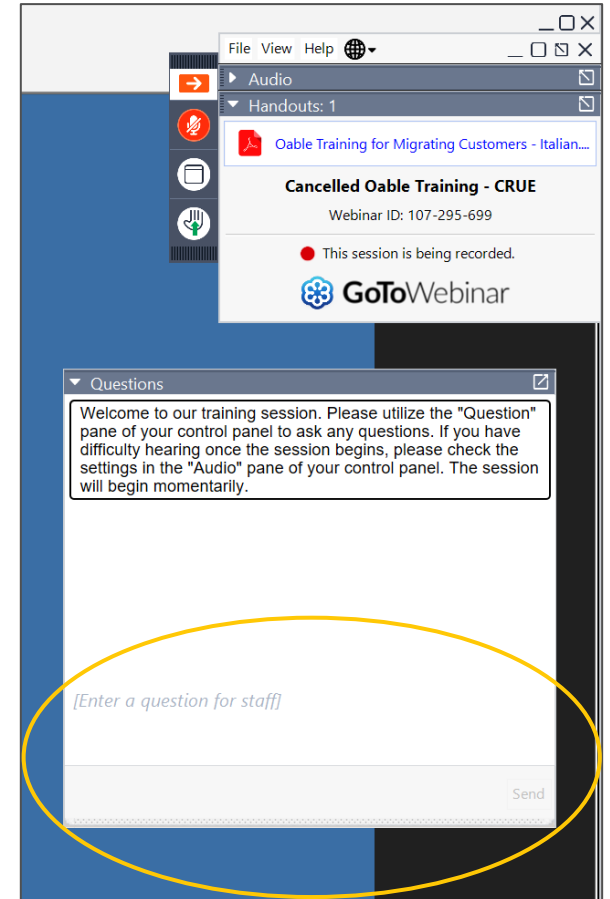 File View Help
Audio
Handouts: 1
Oable Training for Migrating Customers - Italian....
Cancelled Oable Training - CRUE
Webinar ID: 107-295-699
This session is being recorded.
GoToWebinar
Questions
Welcome to our training session. Please utilize the "Question"
pane of your control panel to ask any questions. If you have
difficulty hearing once the session begins, please check the
settings in the "Audio" pane of your control panel. The session
will begin momentarily.
[Enter a question for staff]
Send